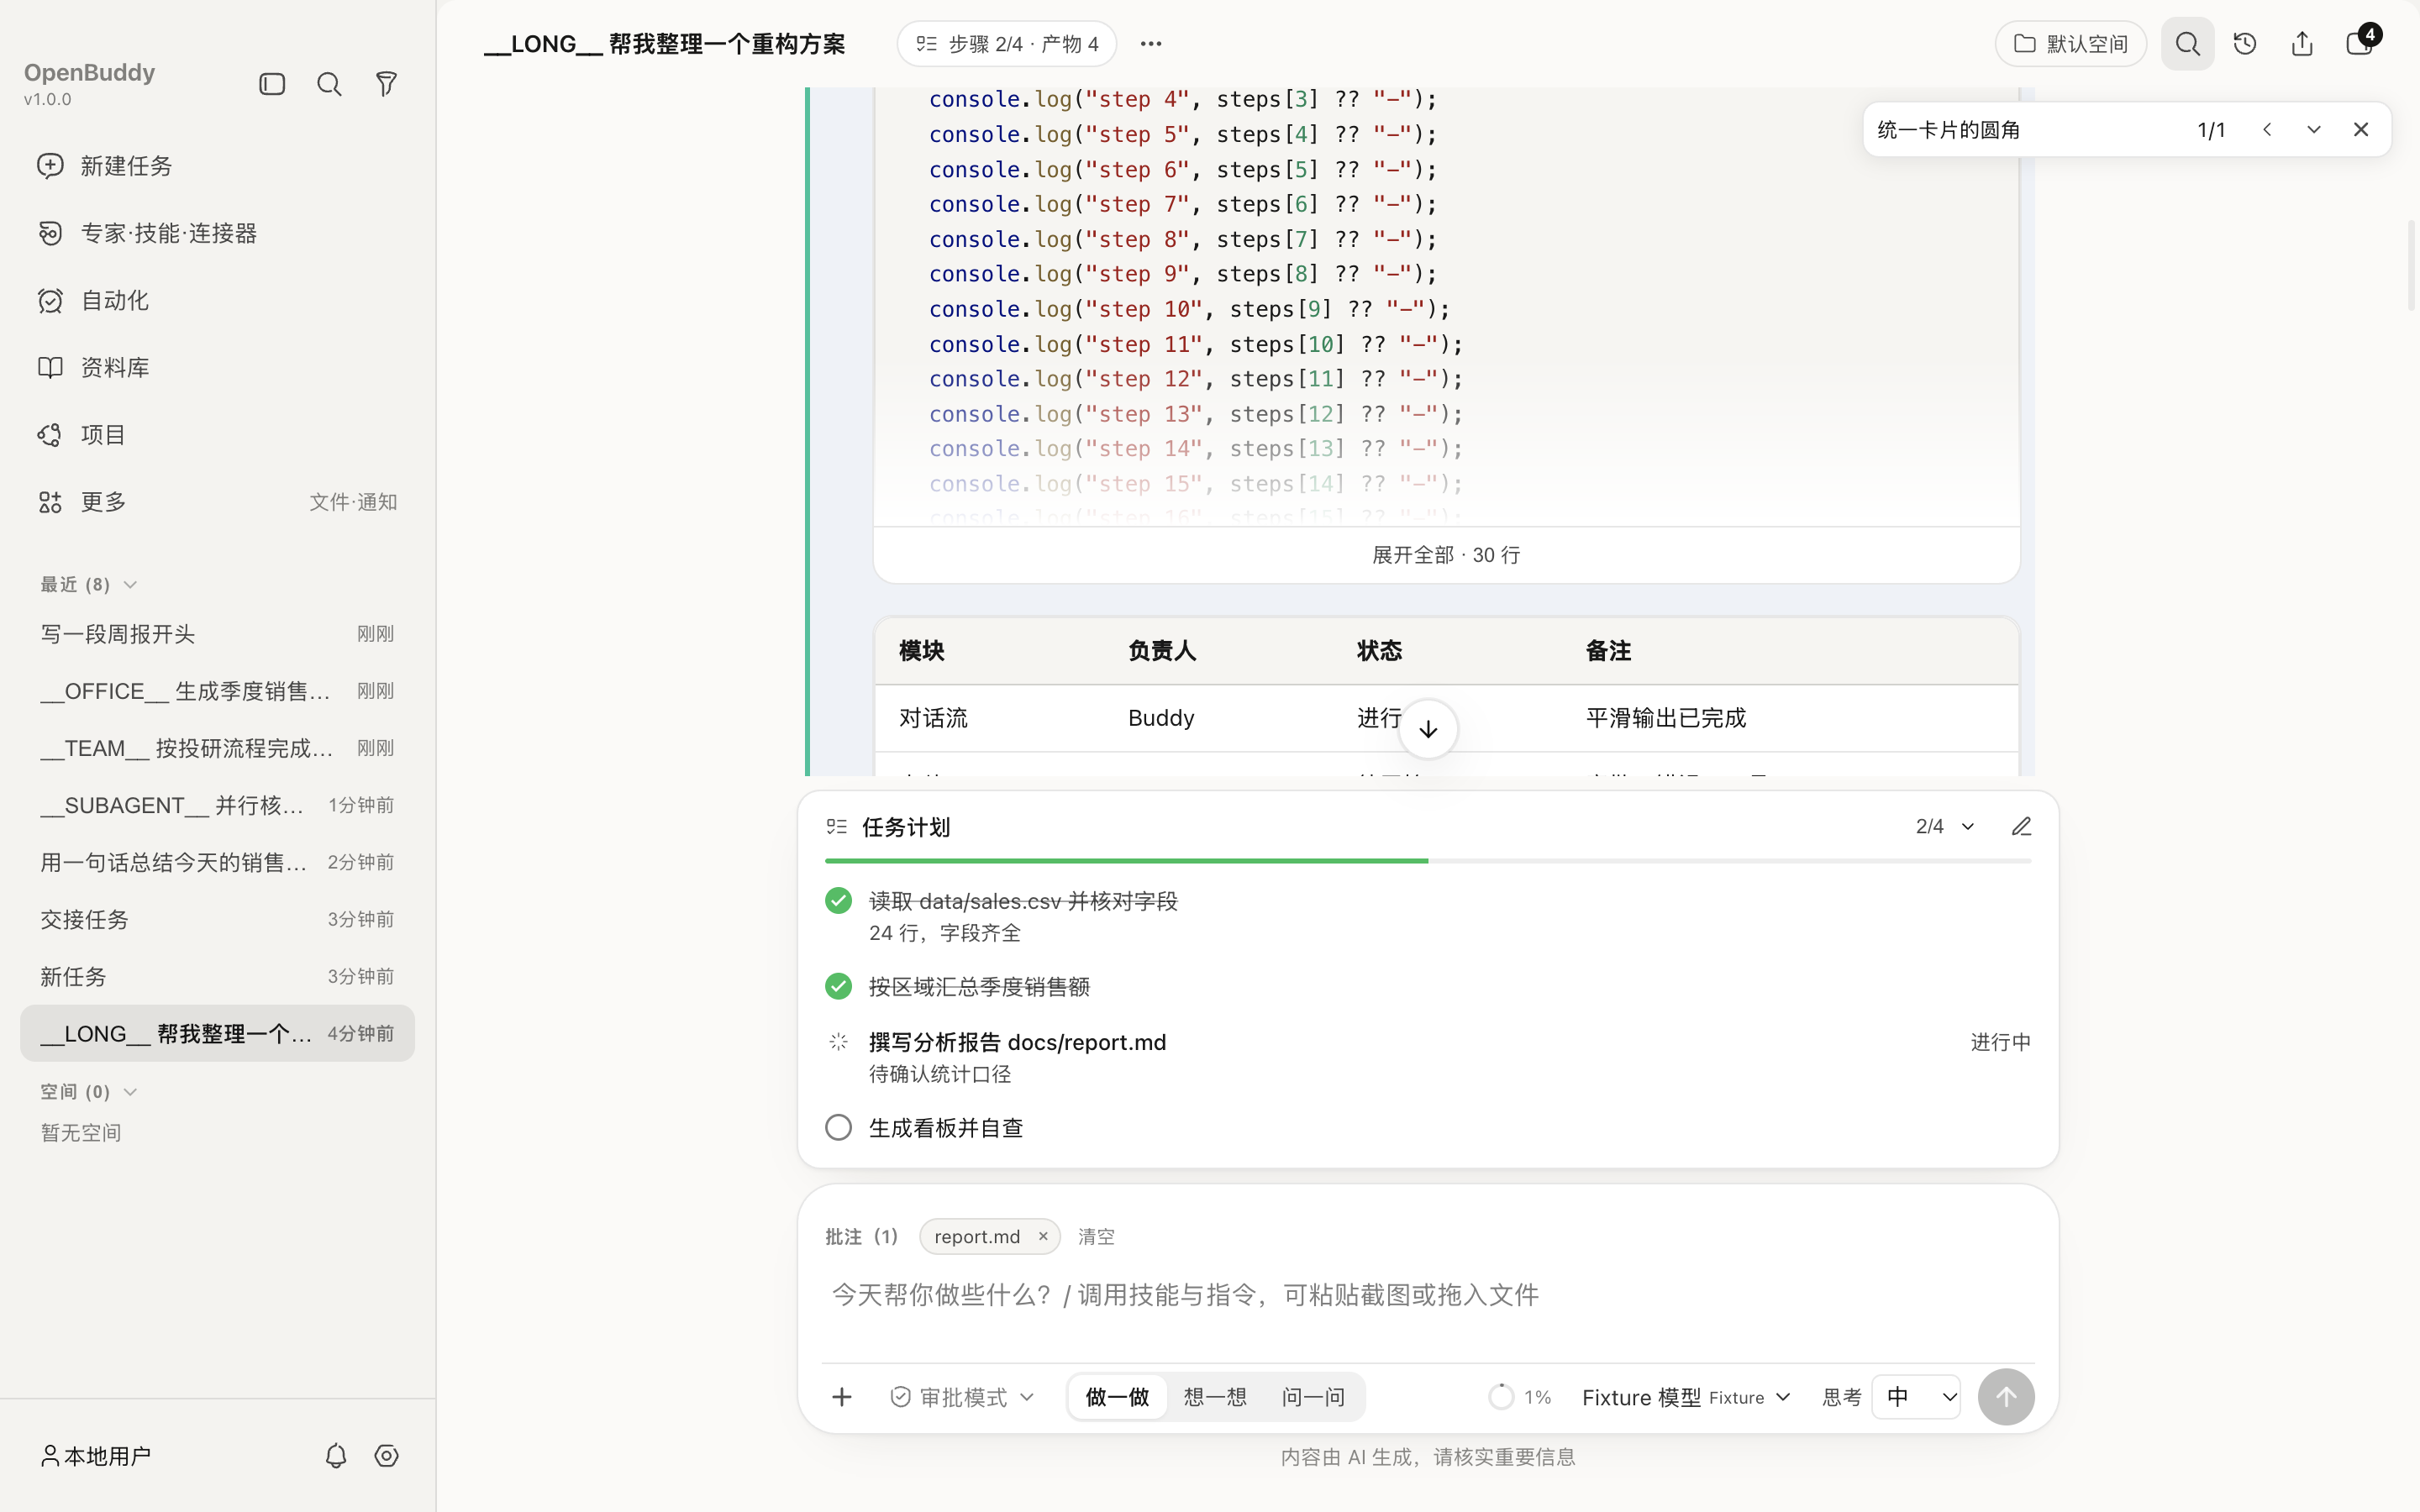 OpenBuddy
v1.0.0
新建任务
专家·技能·连接器
自动化
资料库
项目
更多 文件·通知
最近 (8)
写一段周报开头 刚刚
__OFFICE__ 生成季度销售… 刚刚
__TEAM__ 按投研流程完成… 刚刚
__SUBAGENT__ 并行核… 1分钟前
用一句话总结今天的销售… 2分钟前
交接任务 3分钟前
新任务 3分钟前
__LONG__ 帮我整理一个… 4分钟前
空间 (0)
暂无空间
本地用户
__LONG__ 帮我整理一个重构方案
步骤 2/4 · 产物 4
默认空间
4
统一卡片的圆角 1/1
console.log("step 4", steps[3] ?? "—");
console.log("step 5", steps[4] ?? "—");
console.log("step 6", steps[5] ?? "—");
console.log("step 7", steps[6] ?? "—");
console.log("step 8", steps[7] ?? "—");
console.log("step 9", steps[8] ?? "—");
console.log("step 10", steps[9] ?? "—");
console.log("step 11", steps[10] ?? "—");
console.log("step 12", steps[11] ?? "—");
console.log("step 13", steps[12] ?? "—");
console.log("step 14", steps[13] ?? "—");
console.log("step 15", steps[14] ?? "—");
console.log("step 16", steps[15] ?? "—");
展开全部 · 30 行
模块 负责人 状态 备注
对话流 Buddy 进行 平滑输出已完成
任务计划 2/4
读取 data/sales.csv 并核对字段
24 行，字段齐全
按区域汇总季度销售额
撰写分析报告 docs/report.md 进行中
待确认统计口径
生成看板并自查
批注 (1) report.md × 清空
今天帮你做些什么？/ 调用技能与指令，可粘贴截图或拖入文件
审批模式 做一做 想一想 问一问 1% Fixture 模型 Fixture 思考 中
内容由 AI 生成，请核实重要信息